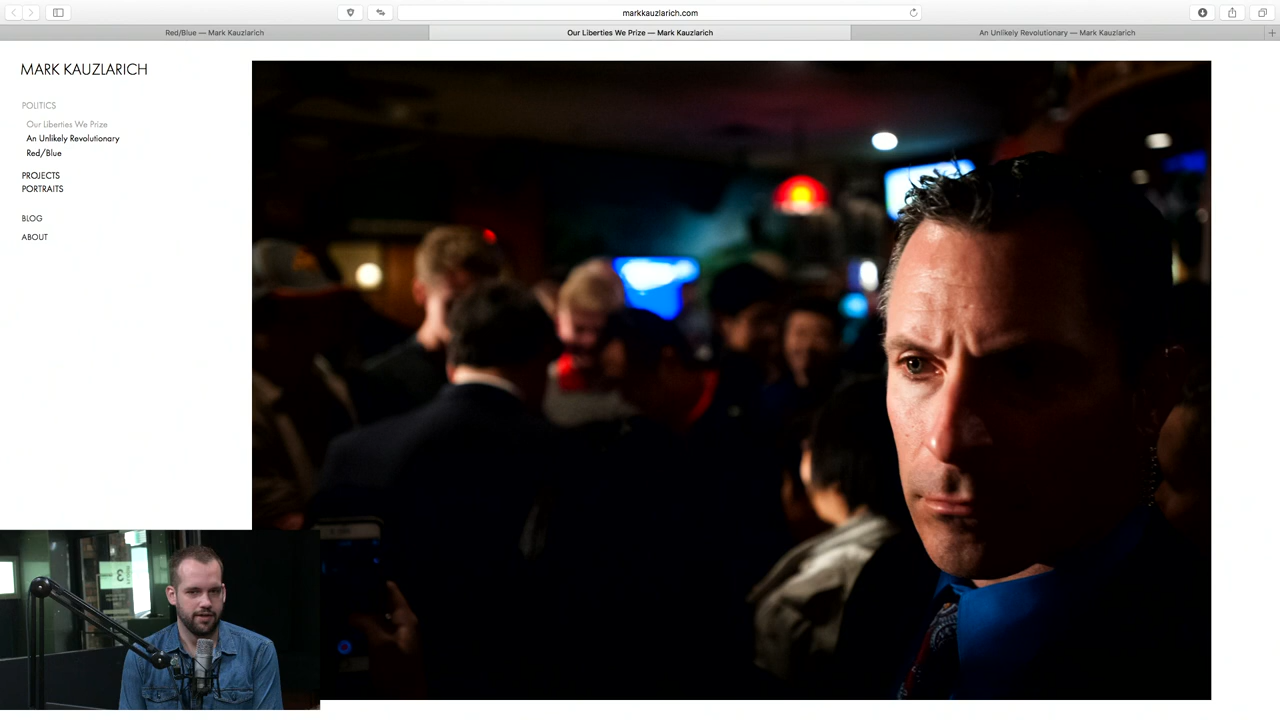 markkauzlarich.com
Red/Blue — Mark Kauzlarich
Our Liberties We Prize — Mark Kauzlarich
An Unlikely Revolutionary — Mark Kauzlarich
MARK KAUZLARICH
POLITICS
Our Liberties We Prize
An Unlikely Revolutionary
Red/Blue
PROJECTS
PORTRAITS
BLOG
ABOUT
3